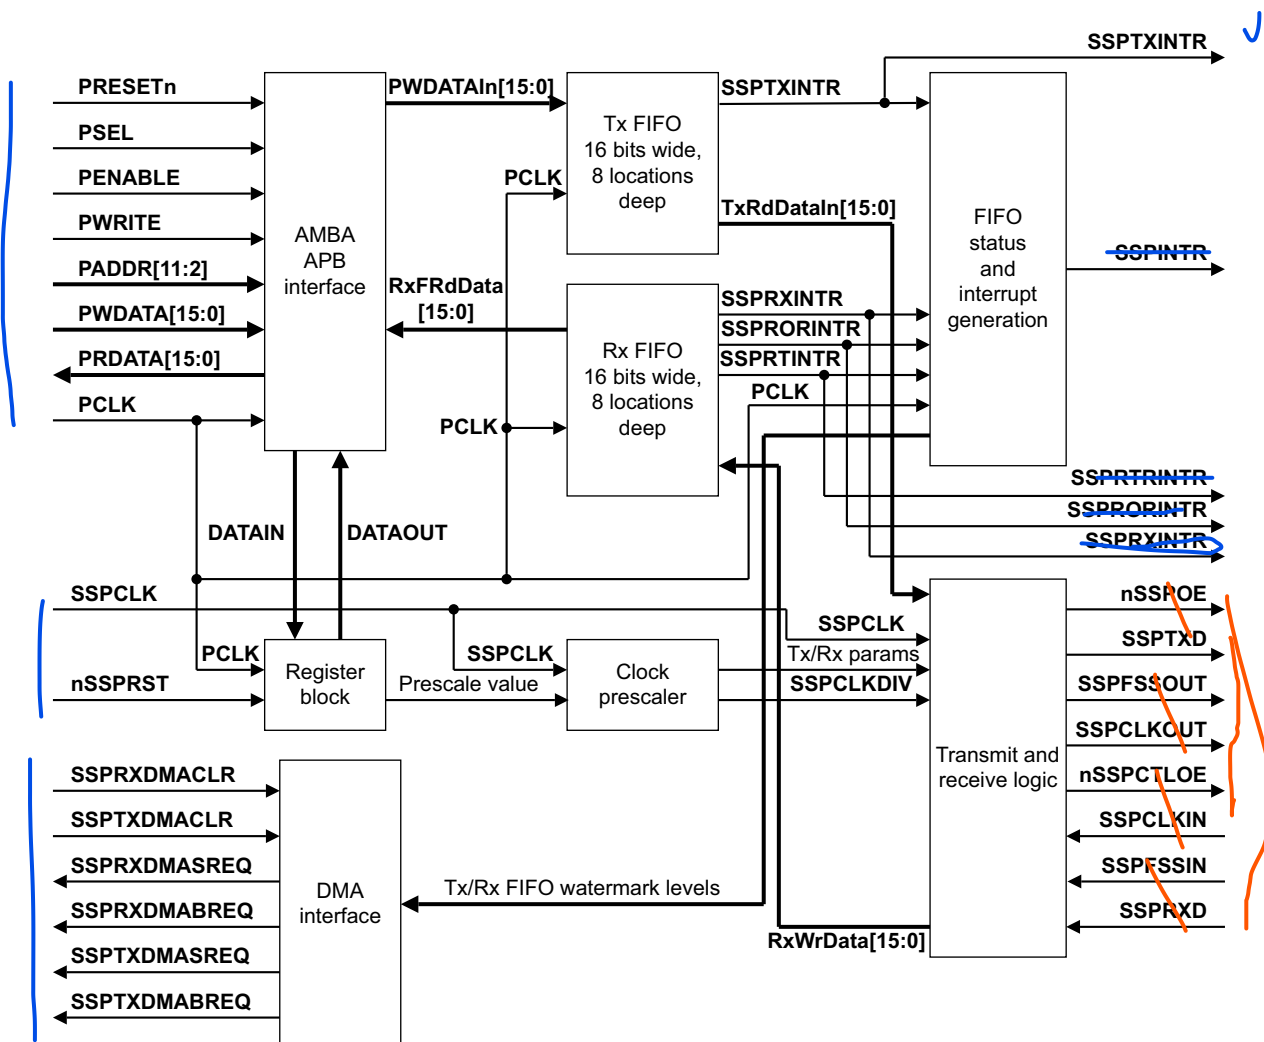 SSPTXINTR
PRESETn
PSEL
PENABLE
PWRITE
PADDR[11:2]
PWDATA[15:0]
PRDATA[15:0]
PCLK
AMBA
APB
interface
PWDATAIn[15:0]
RxFRdData
[15:0]
PCLK
PCLK
Tx FIFO
16 bits wide,
8 locations
deep
Rx FIFO
16 bits wide,
8 locations
deep
SSPTXINTR
TxRdDataIn[15:0]
SSPRXINTR
SSPRORINTR
SSPRTINTR
PCLK
FIFO
status
and
interrupt
generation
SSPINTR
SSPRTRINTR
SSPRORINTR
SSPRXINTR
DATAIN
DATAOUT
SSPCLK
nSSPRST
PCLK
Register
block
SSPCLK
Prescale value
Clock
prescaler
SSPCLK
Tx/Rx params
SSPCLKDIV
Transmit and
receive logic
nSSPOE
SSPTXD
SSPFSSOUT
SSPCLKOUT
nSSPCTLOE
SSPCLKIN
SSPFSSIN
SSPRXD
SSPRXDMACLR
SSPTXDMACLR
SSPRXDMASREQ
SSPRXDMABREQ
SSPTXDMASREQ
SSPTXDMABREQ
DMA
interface
Tx/Rx FIFO watermark levels
RxWrData[15:0]